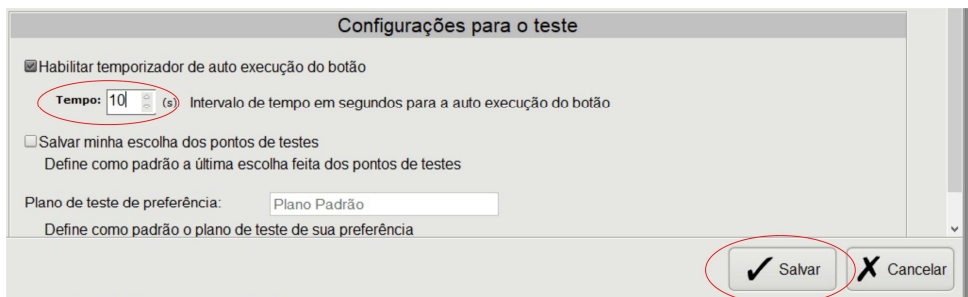 Configurações para o teste
Habilitar temporizador de auto execução do botão
Tempo: 10 (s) Intervalo de tempo em segundos para a auto execução do botão
Salvar minha escolha dos pontos de testes
Define como padrão a última escolha feita dos pontos de testes
Plano de teste de preferência: Plano Padrão
Define como padrão o plano de teste de sua preferência
Salvar Cancelar